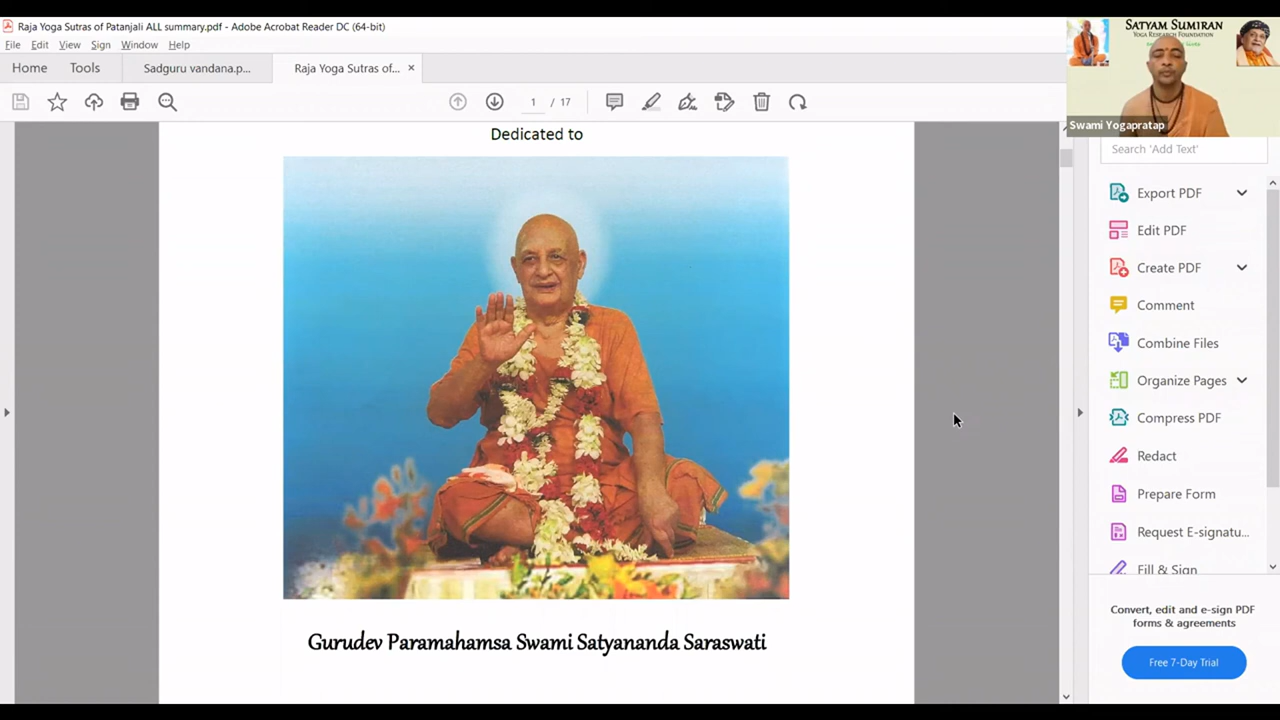 Raja Yoga Sutras of Patanjali ALL summary.pdf - Adobe Acrobat Reader DC (64-bit)
File Edit View Sign Window Help
Home Tools Sadguru vandana.p... Raja Yoga Sutras of... ×
1 / 17
SATYAM SUMIRAN
YOGA RESEARCH FOUNDATION
Swami Yogapratap
Dedicated to
Gurudev Paramahamsa Swami Satyananda Saraswati
Search 'Add Text'
Export PDF
Edit PDF
Create PDF
Comment
Combine Files
Organize Pages
Compress PDF
Redact
Prepare Form
Request E-signatu...
Fill & Sign
Convert, edit and e-sign PDF
forms & agreements
Free 7-Day Trial